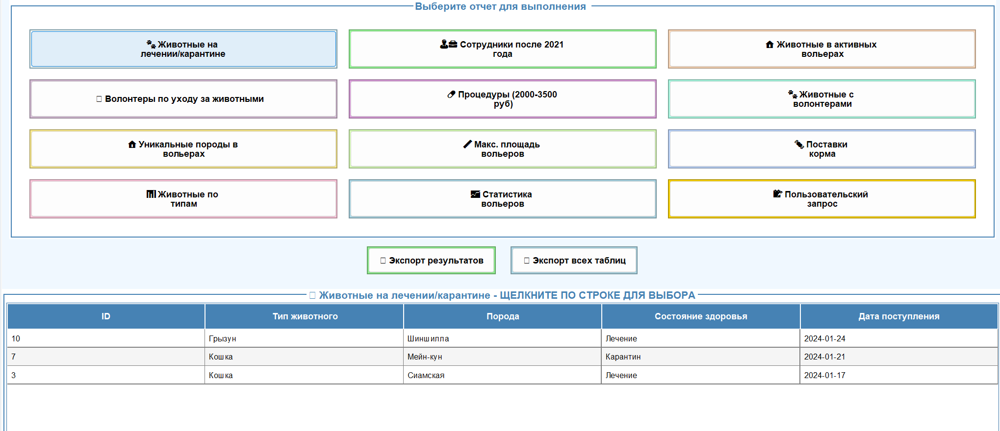 Выберите отчет для выполнения
Животные на
лечении/карантине
Сотрудники после 2021
года
Животные в активных
вольерах
Волонтеры по уходу за животными
Процедуры (2000-3500
руб)
Животные с
волонтерами
Уникальные породы в
вольерах
Макс. площадь
вольеров
Поставки
корма
Животные по
типам
Статистика
вольеров
Пользовательский
запрос
Экспорт результатов
Экспорт всех таблиц
Животные на лечении/карантине - ЩЕЛКНИТЕ ПО СТРОКЕ ДЛЯ ВЫБОРА
ID Тип животного Порода Состояние здоровья Дата поступления
10 Грызун Шиншилла Лечение 2024-01-24
7 Кошка Мейн-кун Карантин 2024-01-21
3 Кошка Сиамская Лечение 2024-01-17